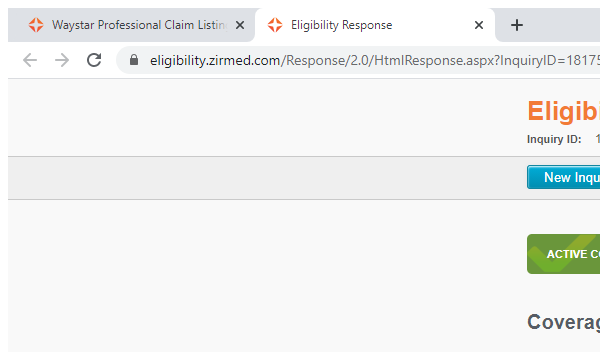 Waystar Professional Claim Listin
Eligibility Response
eligibility.zirmed.com/Response/2.0/HtmlResponse.aspx?InquiryID=18175
Eligib
Inquiry ID: 1
New Inqu
ACTIVE CO
Coverag